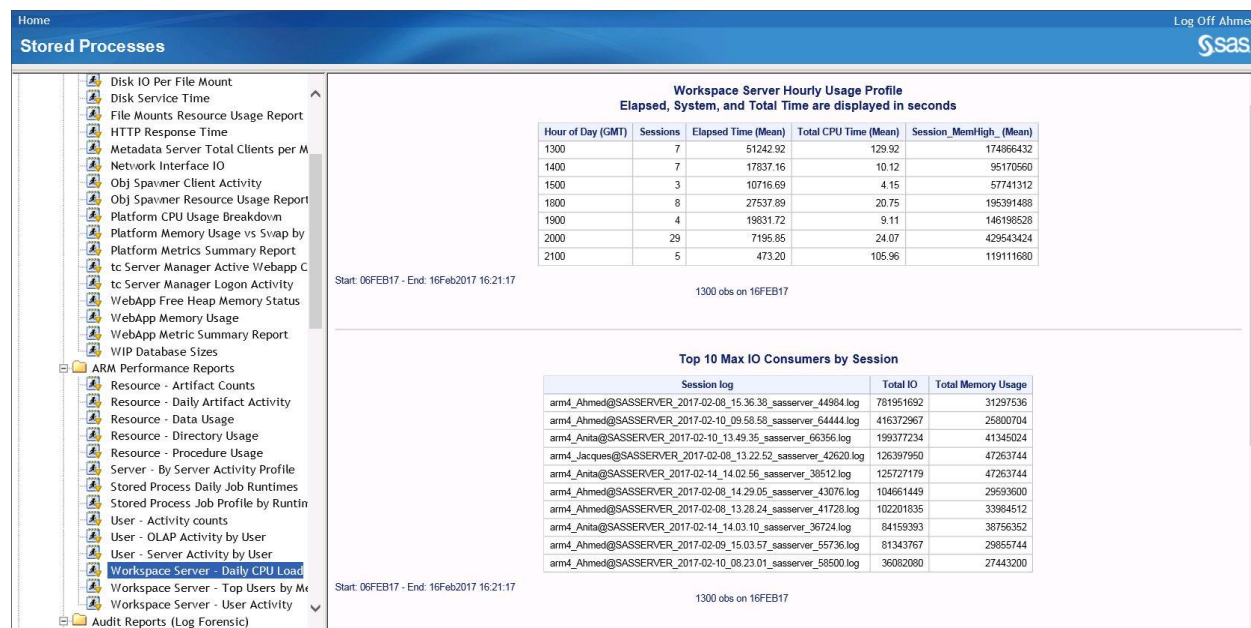 Home
Log Off Ahme
Stored Processes
sas
Disk IO Per File Mount
Disk Service Time
File Mounts Resource Usage Report
HTTP Response Time
Metadata Server Total Clients per M
Network Interface IO
Obj Spawner Client Activity
Obj Spawner Resource Usage Report
Platform CPU Usage Breakdown
Platform Memory Usage vs Swap by
Platform Metrics Summary Report
tc Server Manager Active Webapp C
tc Server Manager Logon Activity
WebApp Free Heap Memory Status
WebApp Memory Usage
WebApp Metric Summary Report
WIP Database Sizes
ARM Performance Reports
Resource - Artifact Counts
Resource - Daily Artifact Activity
Resource - Data Usage
Resource - Directory Usage
Resource - Procedure Usage
Server - By Server Activity Profile
Stored Process Daily Job Runtimes
Stored Process Job Profile by Runtim
User - Activity counts
User - OLAP Activity by User
User - Server Activity by User
Workspace Server - Daily CPU Load
Workspace Server - Top Users by Me
Workspace Server - User Activity
Audit Reports (Log Forensic)
Workspace Server Hourly Usage Profile
Elapsed, System, and Total Time are displayed in seconds
Hour of Day (GMT) Sessions Elapsed Time (Mean) Total CPU Time (Mean) Session_MemHigh_ (Mean)
1300 7 51242.92 129.92 174866432
1400 7 17837.16 10.12 95170560
1500 3 10716.69 4.15 57741312
1800 8 27537.89 20.75 195391488
1900 4 19831.72 9.11 146198528
2000 29 7195.85 24.07 429543424
2100 5 473.20 105.96 119111680
Start: 06FEB17 - End: 16Feb2017 16:21:17
1300 obs on 16FEB17
Top 10 Max IO Consumers by Session
Session log Total IO Total Memory Usage
arm4_Ahmed@SASSERVER_2017-02-08_15.36.38_sasserver_44984.log 781951692 31297536
arm4_Ahmed@SASSERVER_2017-02-10_09.58.58_sasserver_64444.log 416372967 25800704
arm4_Anita@SASSERVER_2017-02-10_13.49.35_sasserver_66356.log 199377234 41345024
arm4_Jacques@SASSERVER_2017-02-08_13.22.52_sasserver_42620.log 126397950 47263744
arm4_Anita@SASSERVER_2017-02-14_14.02.56_sasserver_38512.log 125727179 47263744
arm4_Ahmed@SASSERVER_2017-02-08_14.29.05_sasserver_43076.log 104661449 29593600
arm4_Ahmed@SASSERVER_2017-02-08_13.28.24_sasserver_41728.log 102201835 33984512
arm4_Anita@SASSERVER_2017-02-14_14.03.10_sasserver_36724.log 84159393 38756352
arm4_Ahmed@SASSERVER_2017-02-09_15.03.57_sasserver_55736.log 81343767 29855744
arm4_Ahmed@SASSERVER_2017-02-10_08.23.01_sasserver_58500.log 36082080 27443200
Start: 06FEB17 - End: 16Feb2017 16:21:17
1300 obs on 16FEB17